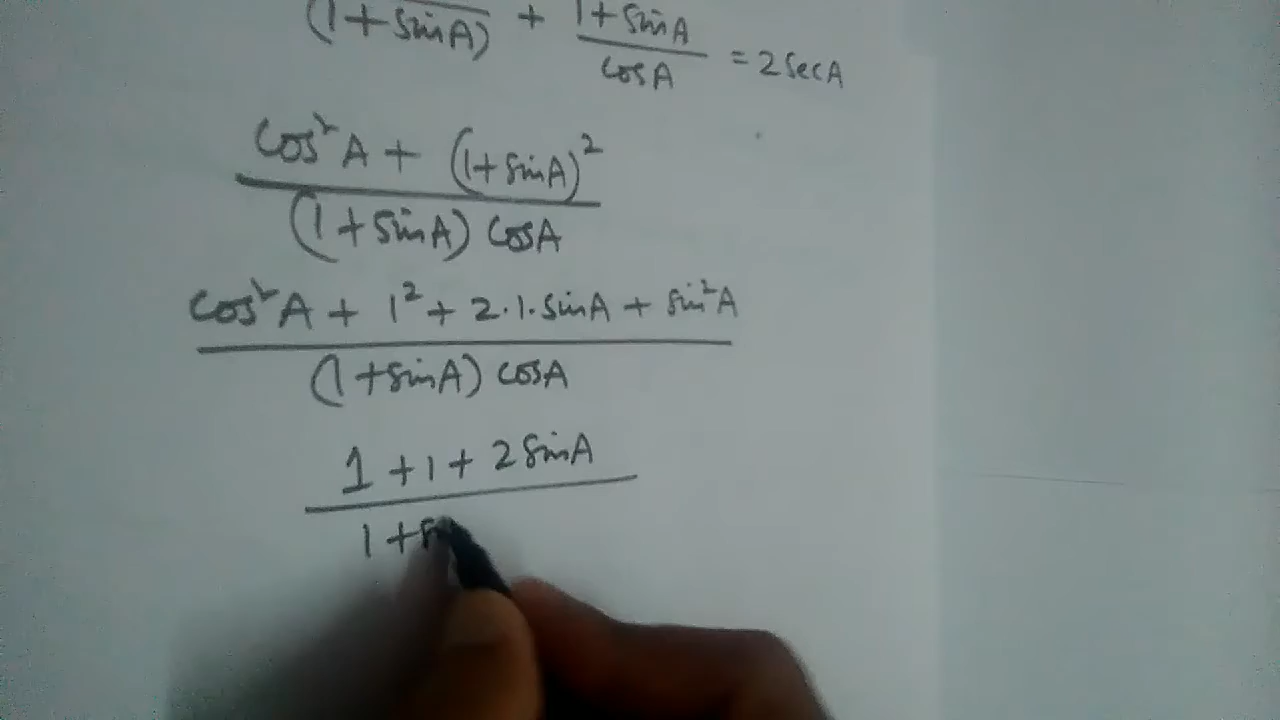 (1+sinA) + 1+sinA / cosA = 2secA
cos²A + (1+sinA)²
(1+sinA) cosA
cos²A + 1² + 2.1.sinA + sin²A
(1+sinA) cosA
1 + 1 + 2sinA
1 +